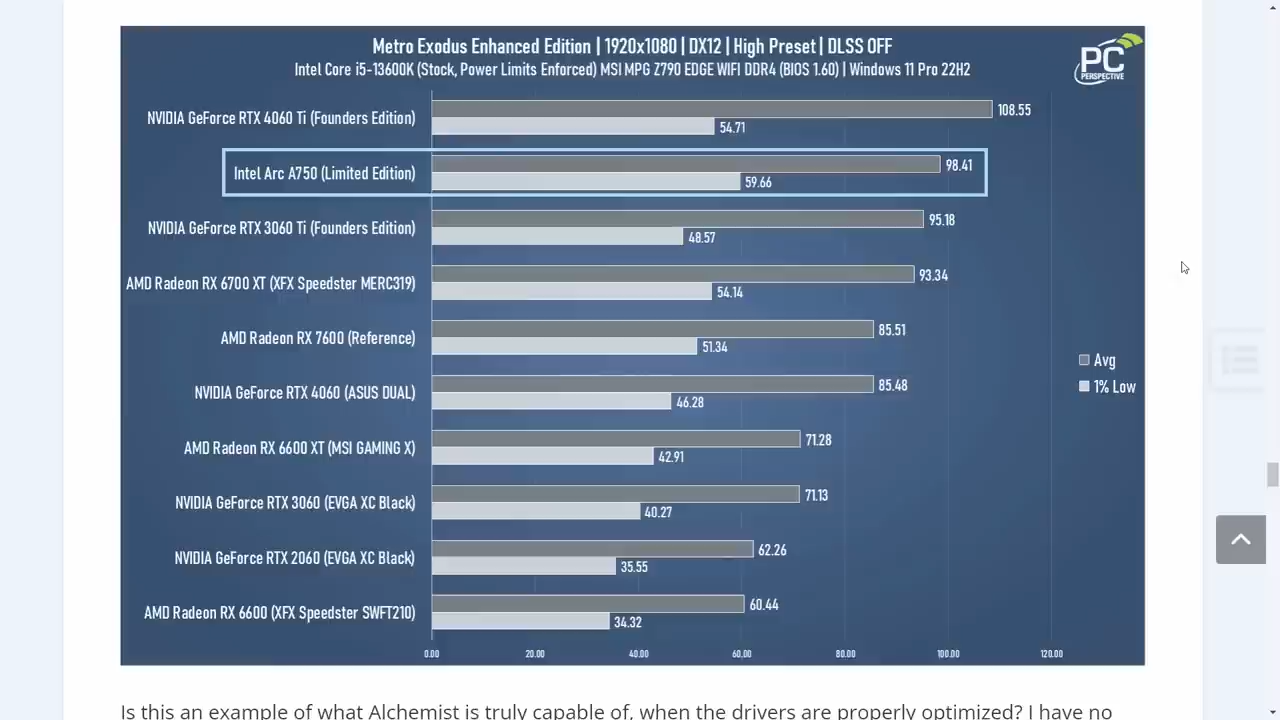 Metro Exodus Enhanced Edition | 1920x1080 | DX12 | High Preset | DLSS OFF
Intel Core i5-13600K (Stock, Power Limits Enforced) MSI MPG Z790 EDGE WIFI DDR4 (BIOS 1.60) | Windows 11 Pro 22H2
PC
PERSPECTIVE
NVIDIA GeForce RTX 4060 Ti (Founders Edition)
108.55
54.71
Intel Arc A750 (Limited Edition)
98.41
59.66
NVIDIA GeForce RTX 3060 Ti (Founders Edition)
95.18
48.57
AMD Radeon RX 6700 XT (XFX Speedster MERC319)
93.34
54.14
AMD Radeon RX 7600 (Reference)
85.51
51.34
NVIDIA GeForce RTX 4060 (ASUS DUAL)
85.48
46.28
AMD Radeon RX 6600 XT (MSI GAMING X)
71.28
42.91
NVIDIA GeForce RTX 3060 (EVGA XC Black)
71.13
40.27
NVIDIA GeForce RTX 2060 (EVGA XC Black)
62.26
35.55
AMD Radeon RX 6600 (XFX Speedster SWFT210)
60.44
34.32
Avg
1% Low
0.00 20.00 40.00 60.00 80.00 100.00 120.00
Is this an example of what Alchemist is truly capable of, when the drivers are properly optimized? I have no